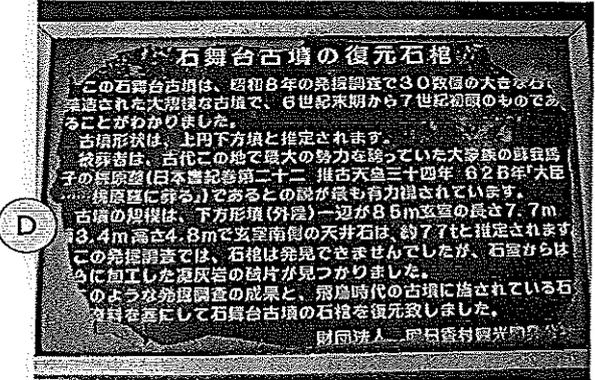 石舞台古墳の復元石棺
この石舞台古墳は、昭和8年の発掘調査で30数個の大きな石で
築造された大規模な古墳で、6世紀末期から7世紀初頭のものであ
ることがわかりました。
古墳形状は、上円下方墳と推定されます。
被葬者は、古代この地で最大の勢力を誇っていた大豪族の蘇我馬
子の桃原墓(日本書紀巻第二十二 推古天皇三十四年 626年「大臣
桃原墓に葬る」)であるとの説が最も有力視されています。
古墳の規模は、下方形墳(外堤)一辺が85m玄室の長さ7.7m
3.4m高さ4.8mで玄室南側の天井石は、約77tと推定されます
この発掘調査では、石棺は発見できませんでしたが、石室からは
に加工した凝灰岩の破片が見つかりました。
のような発掘調査の成果と、飛鳥時代の古墳に施されている石
資料を基にして石舞台古墳の石棺を復元致しました。
財団法人 明日香村観光開発公社
D